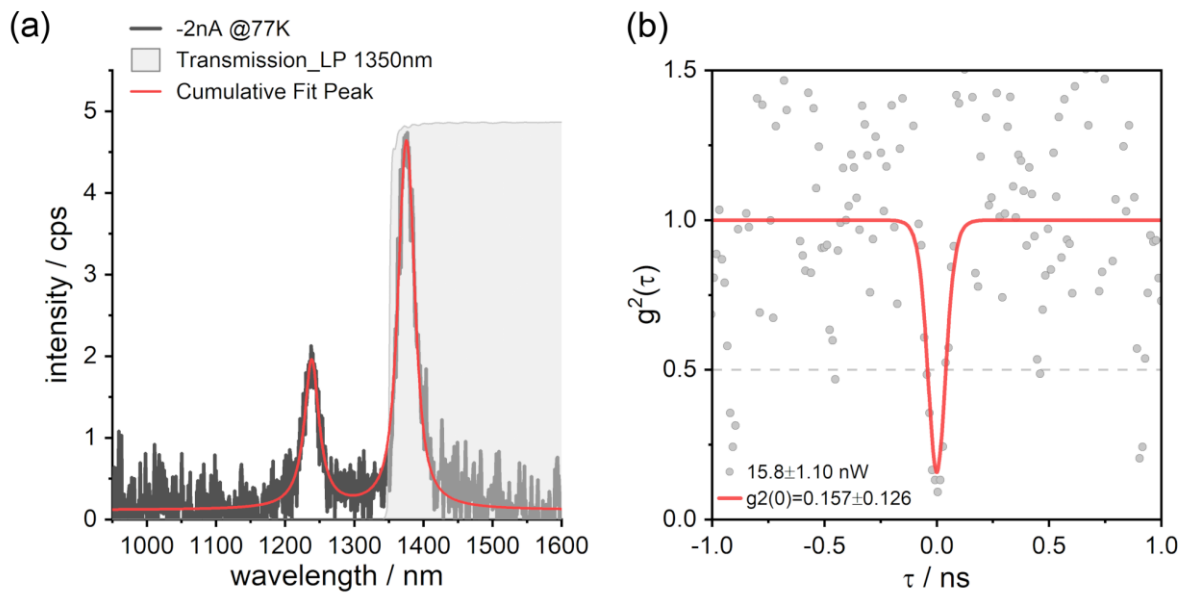 (a)
-2nA @77K
Transmission_LP 1350nm
Cumulative Fit Peak
intensity / cps
5
4
3
2
1
0
1000 1100 1200 1300 1400 1500 1600
wavelength / nm
(b)
g²(τ)
1.5
1.0
0.5
0.0
15.8±1.10 nW
g2(0)=0.157±0.126
-1.0 -0.5 0.0 0.5 1.0
τ / ns